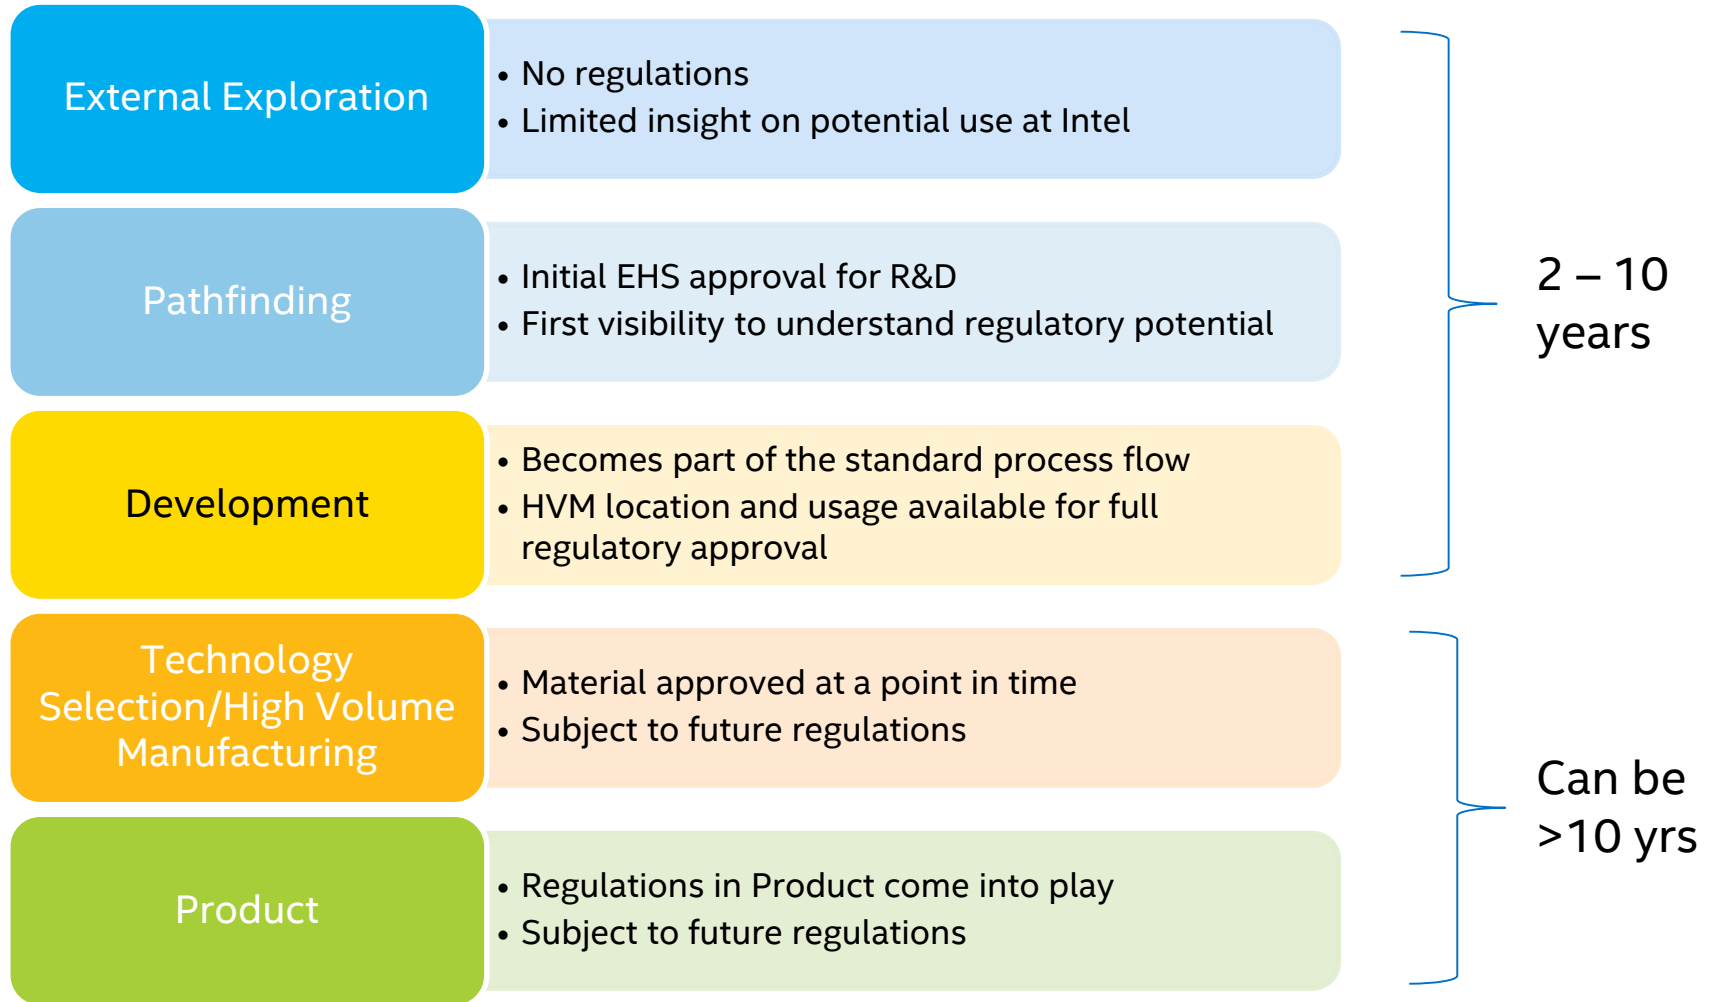 External Exploration
• No regulations
• Limited insight on potential use at Intel
Pathfinding
• Initial EHS approval for R&D
• First visibility to understand regulatory potential
2 – 10
years
Development
• Becomes part of the standard process flow
• HVM location and usage available for full
regulatory approval
Technology
Selection/High Volume
Manufacturing
• Material approved at a point in time
• Subject to future regulations
Can be
>10 yrs
Product
• Regulations in Product come into play
• Subject to future regulations